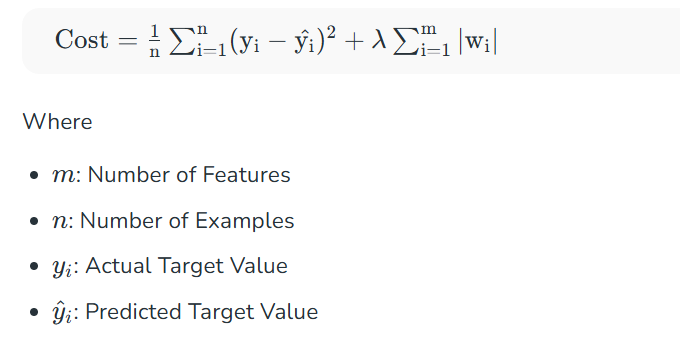 Cost = 1/n ∑ⁿᵢ₌₁(yᵢ − ŷᵢ)² + λ ∑ᵐᵢ₌₁ |wᵢ|
Where
• m: Number of Features
• n: Number of Examples
• yᵢ: Actual Target Value
• ŷᵢ: Predicted Target Value